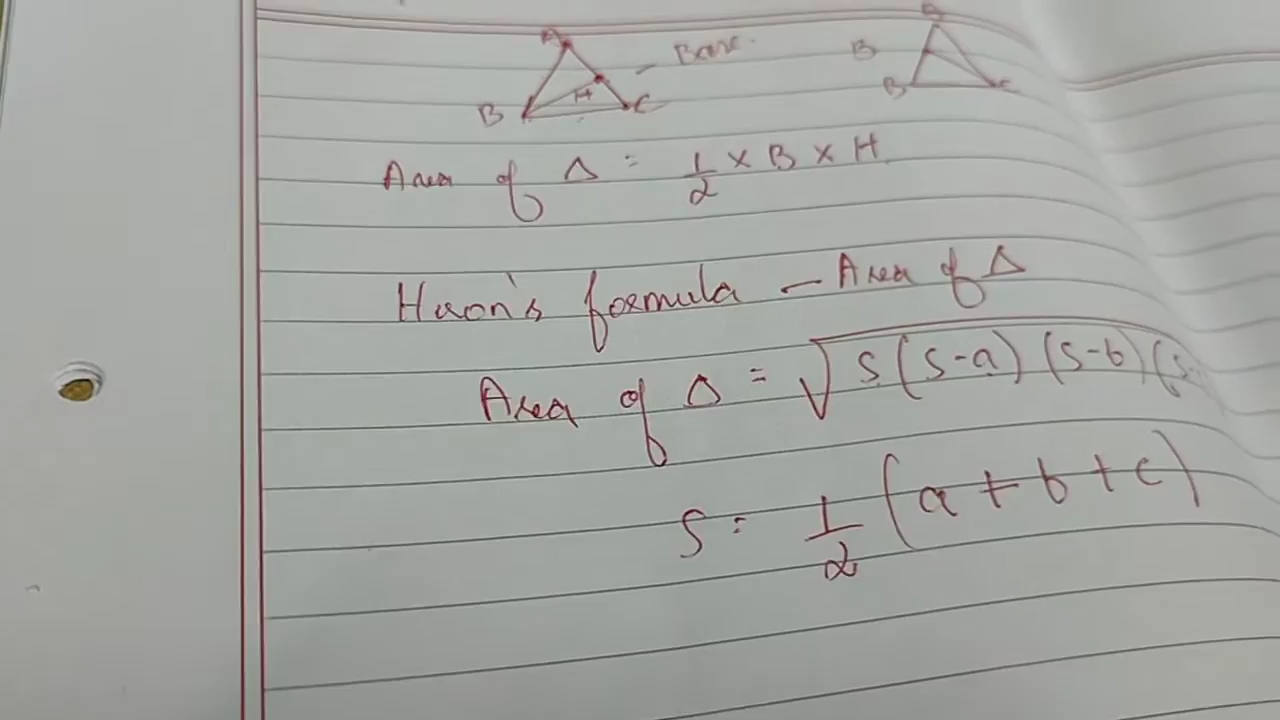 A
B
H
C
- Base.
B
B
C
Area of Δ = 1/2 × B × H
Heron's formula - Area of Δ
Area of Δ = √s(s-a)(s-b)(s-
s = 1/2 (a + b + c)